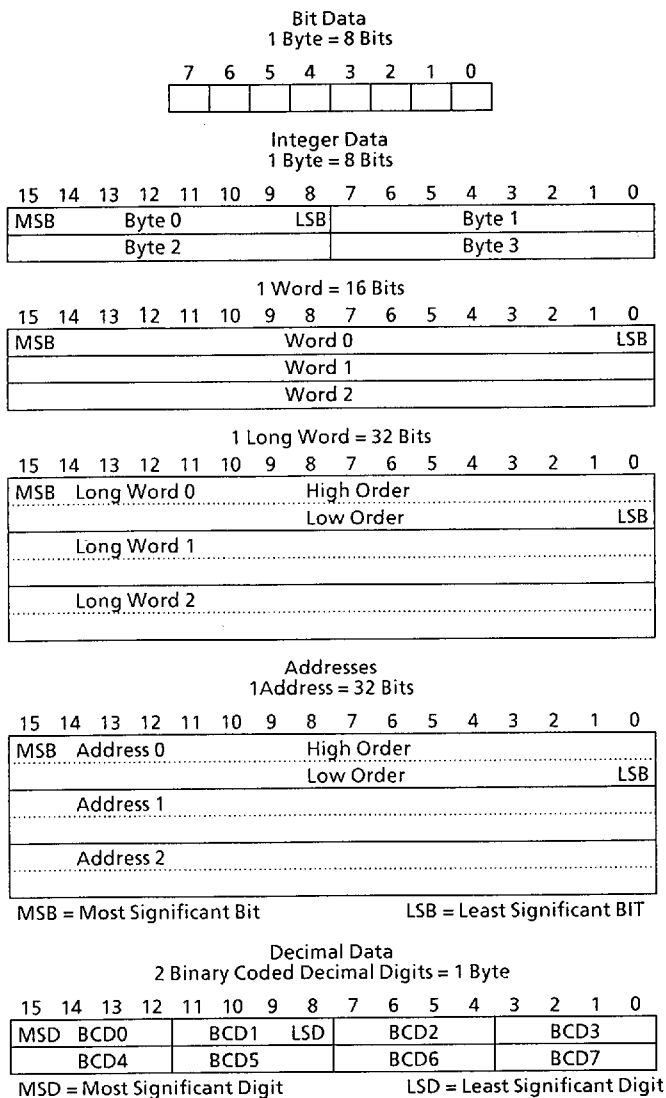 Bit Data
1 Byte = 8 Bits
7 6 5 4 3 2 1 0
Integer Data
1 Byte = 8 Bits
15 14 13 12 11 10 9 8 7 6 5 4 3 2 1 0
MSB Byte 0 LSB Byte 1
Byte 2 Byte 3
1 Word = 16 Bits
15 14 13 12 11 10 9 8 7 6 5 4 3 2 1 0
MSB Word 0 LSB
Word 1
Word 2
1 Long Word = 32 Bits
15 14 13 12 11 10 9 8 7 6 5 4 3 2 1 0
MSB Long Word 0 High Order
Low Order LSB
Long Word 1
Long Word 2
Addresses
1Address = 32 Bits
15 14 13 12 11 10 9 8 7 6 5 4 3 2 1 0
MSB Address 0 High Order
Low Order LSB
Address 1
Address 2
MSB = Most Significant Bit LSB = Least Significant BIT
Decimal Data
2 Binary Coded Decimal Digits = 1 Byte
15 14 13 12 11 10 9 8 7 6 5 4 3 2 1 0
MSD BCD0 BCD1 LSD BCD2 BCD3
BCD4 BCD5 BCD6 BCD7
MSD = Most Significant Digit LSD = Least Significant Digit